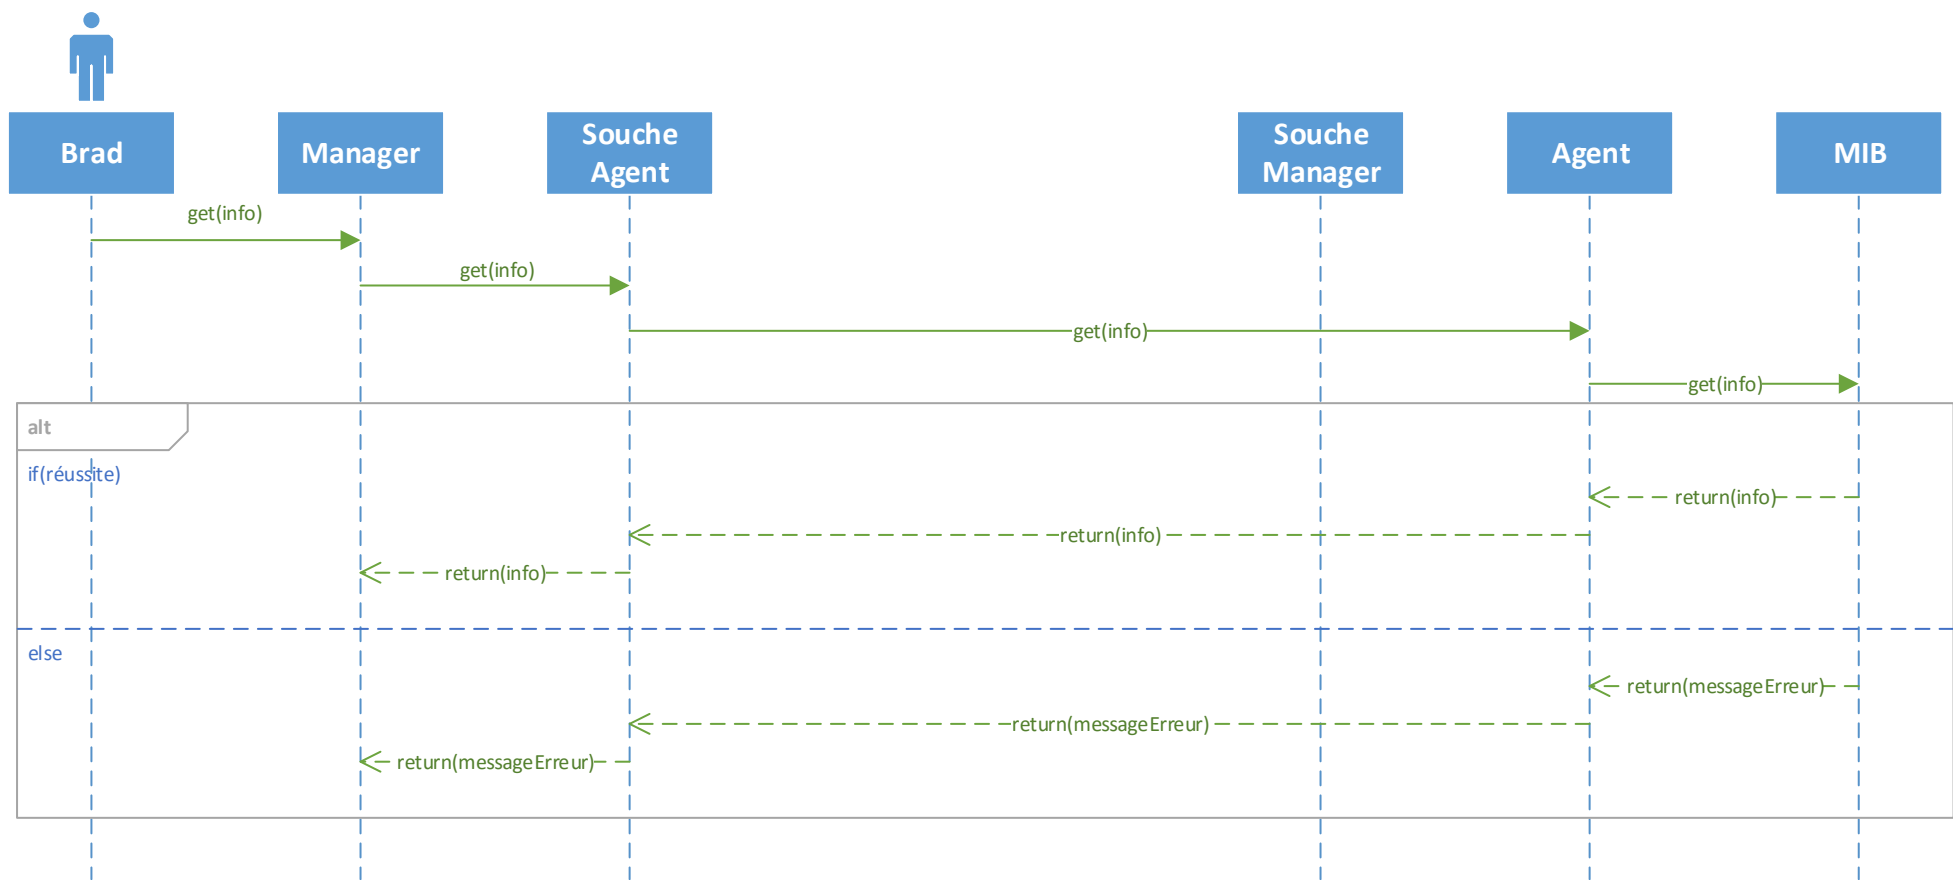 Brad
Manager
Souche
Agent
Souche
Manager
Agent
MIB
get(info)
get(info)
get(info)
get(info)
alt
if(réussite)
return(info)
return(info)
return(info)
else
return(messageErreur)
return(messageErreur)
return(messageErreur)